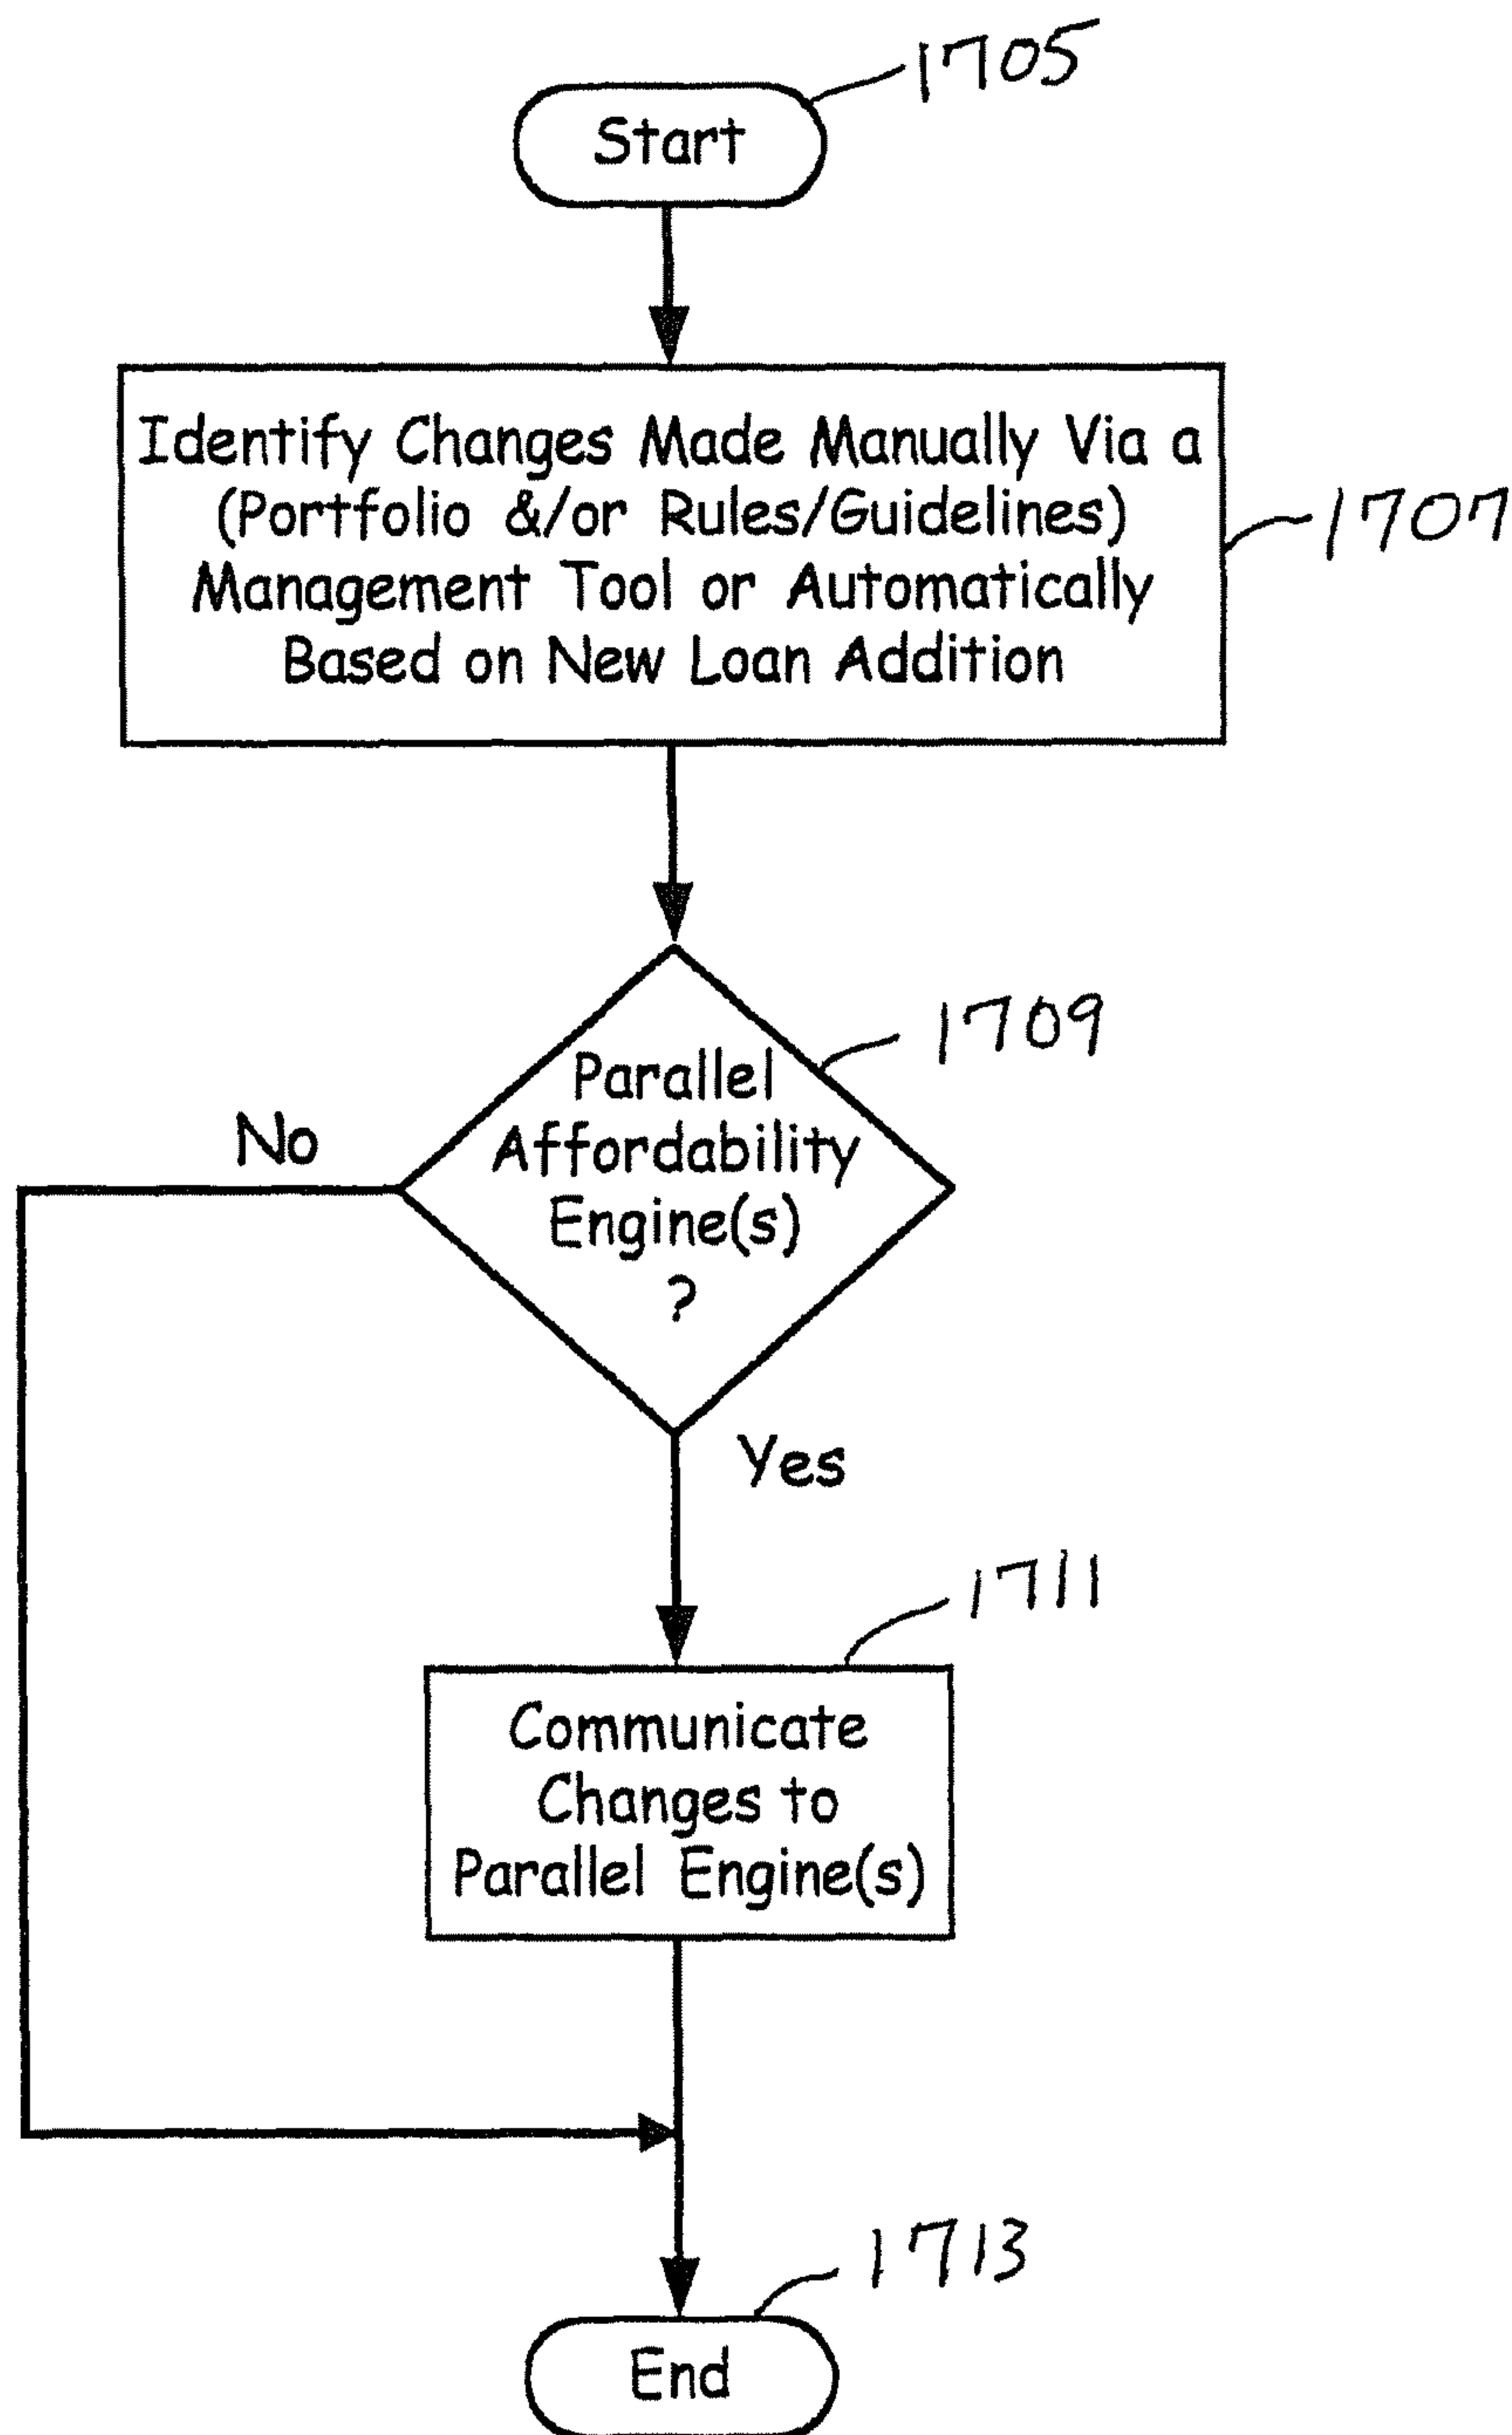 1705
Start
Identify Changes Made Manually Via a
(Portfolio &/or Rules/Guidelines)
Management Tool or Automatically
Based on New Loan Addition
1707
1709
Parallel
Affordability
Engine(s)
?
No
Yes
1711
Communicate
Changes to
Parallel Engine(s)
1713
End